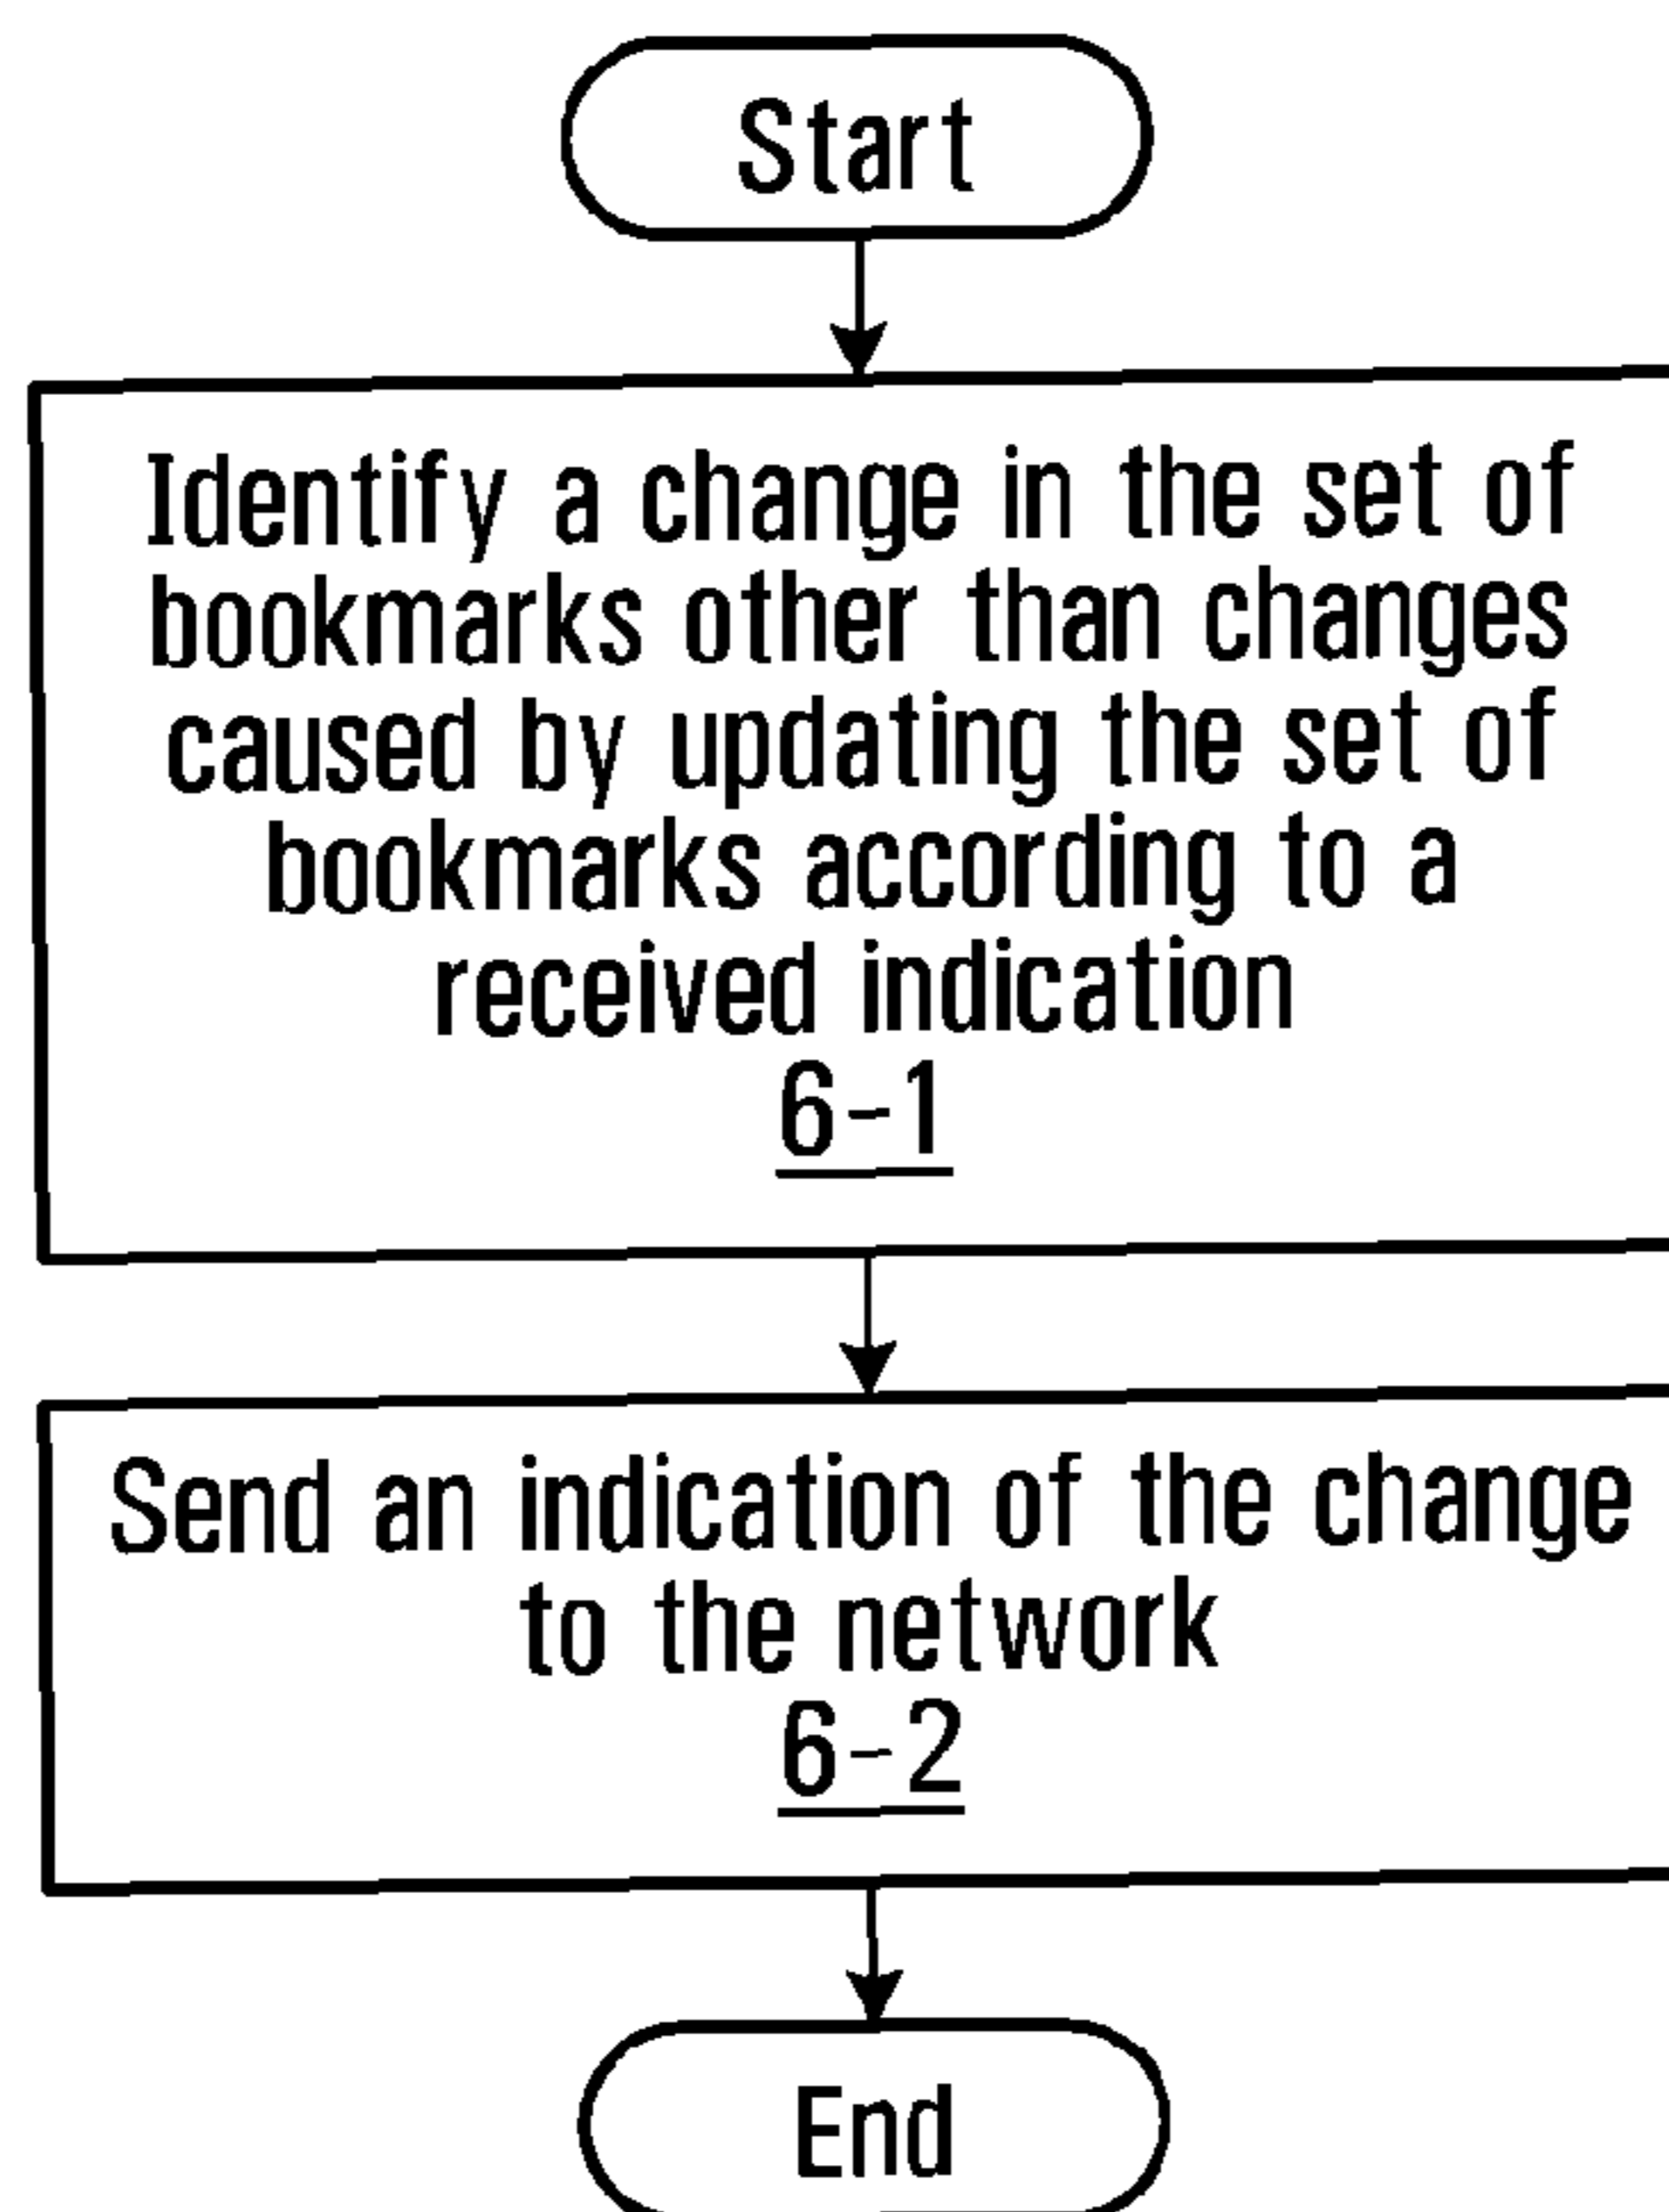 Start
Identify a change in the set of
bookmarks other than changes
caused by updating the set of
bookmarks according to a
received indication
6-1
Send an indication of the change
to the network
6-2
End